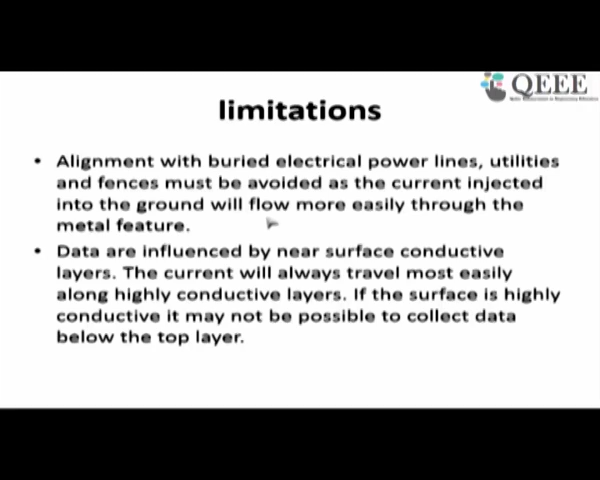 QEEE
limitations
• Alignment with buried electrical power lines, utilities
and fences must be avoided as the current injected
into the ground will flow more easily through the
metal feature.
• Data are influenced by near surface conductive
layers. The current will always travel most easily
along highly conductive layers. If the surface is highly
conductive it may not be possible to collect data
below the top layer.